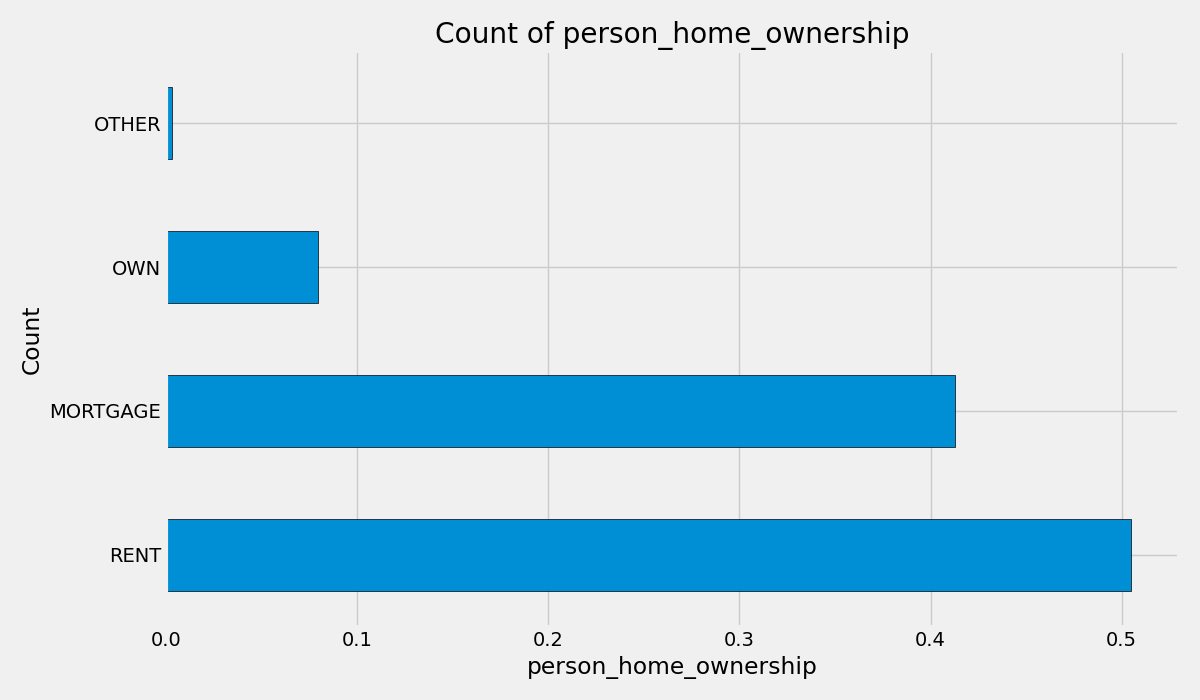 Count of person_home_ownership
OTHER
OWN
MORTGAGE
RENT
Count
0.0 0.1 0.2 0.3 0.4 0.5
person_home_ownership